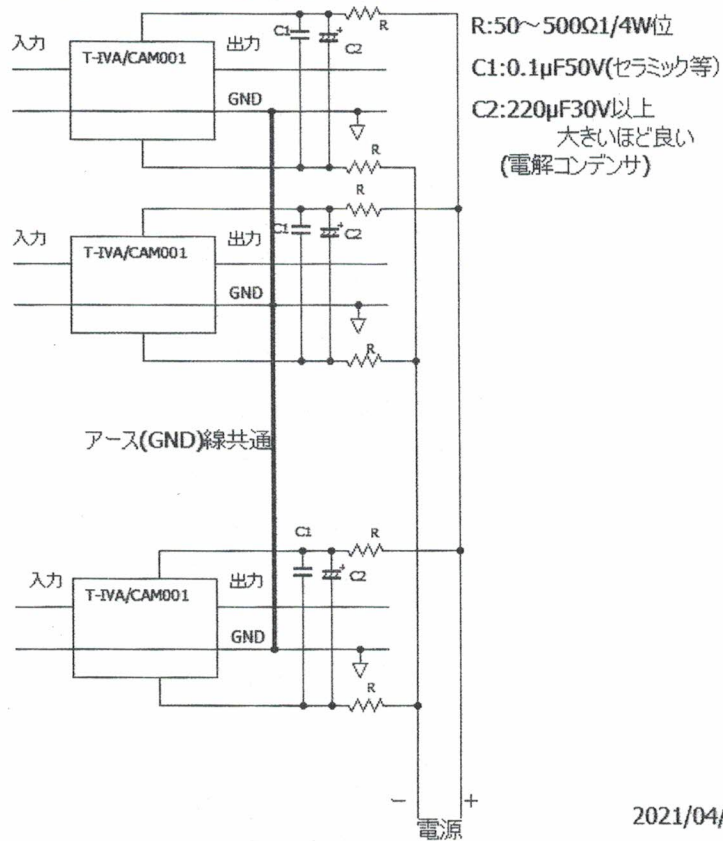 R:50～500Ω1/4W位
C1:0.1μF50V(セラミック等)
C2:220μF30V以上
大きいほど良い
(電解コンデンサ)
入力
T-IVA/CAM001
出力
GND
C1
+
C2
R
R
入力
T-IVA/CAM001
出力
GND
C1
+
C2
R
R
アース(GND)線共通
入力
T-IVA/CAM001
出力
GND
C1
+
C2
R
R
－
+
電源
2021/04/